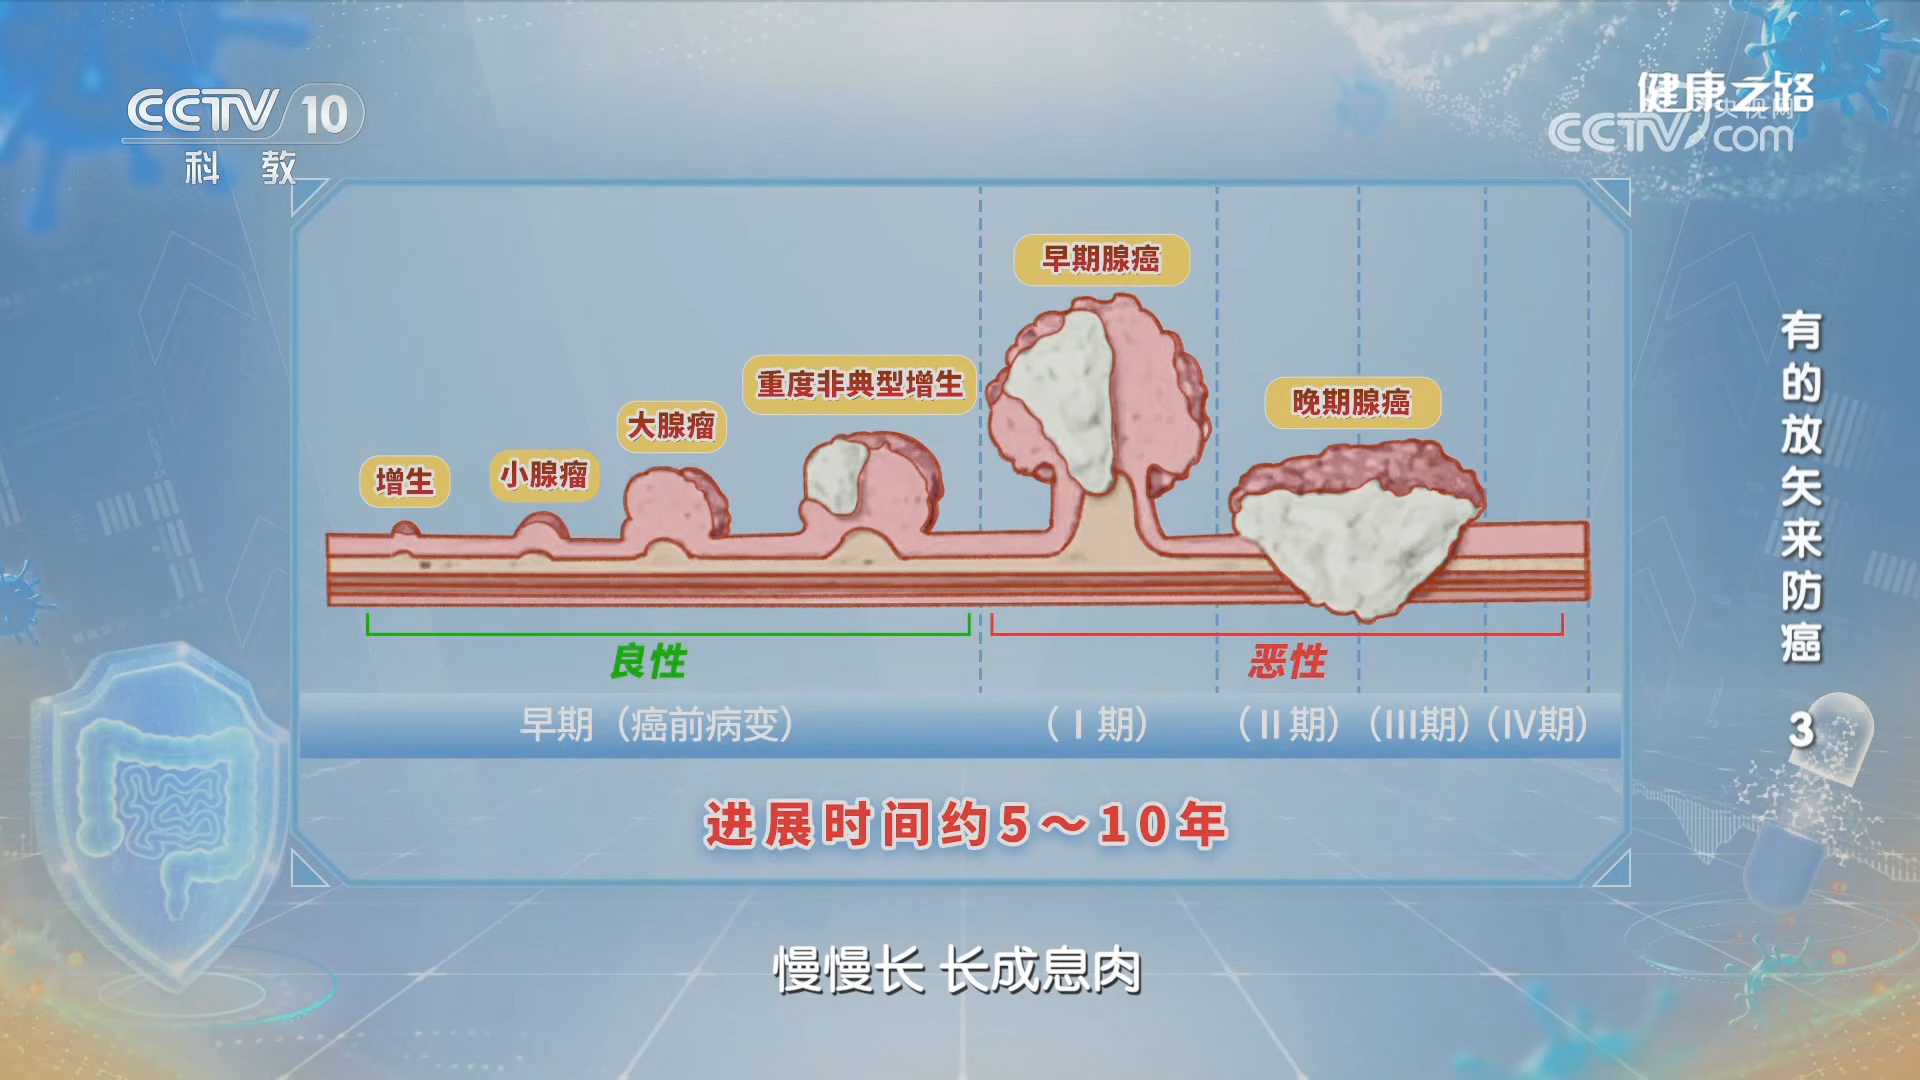 CCTV 10
科教
健康之路
央视网
CCTV.com
早期腺癌
重度非典型增生
晚期腺癌
大腺瘤
小腺瘤
增生
良性
恶性
早期（癌前病变）
（Ⅰ期）
（Ⅱ期）
（Ⅲ期）
（Ⅳ期）
进展时间约5～10年
有的放矢来防癌 3
慢慢长 长成息肉